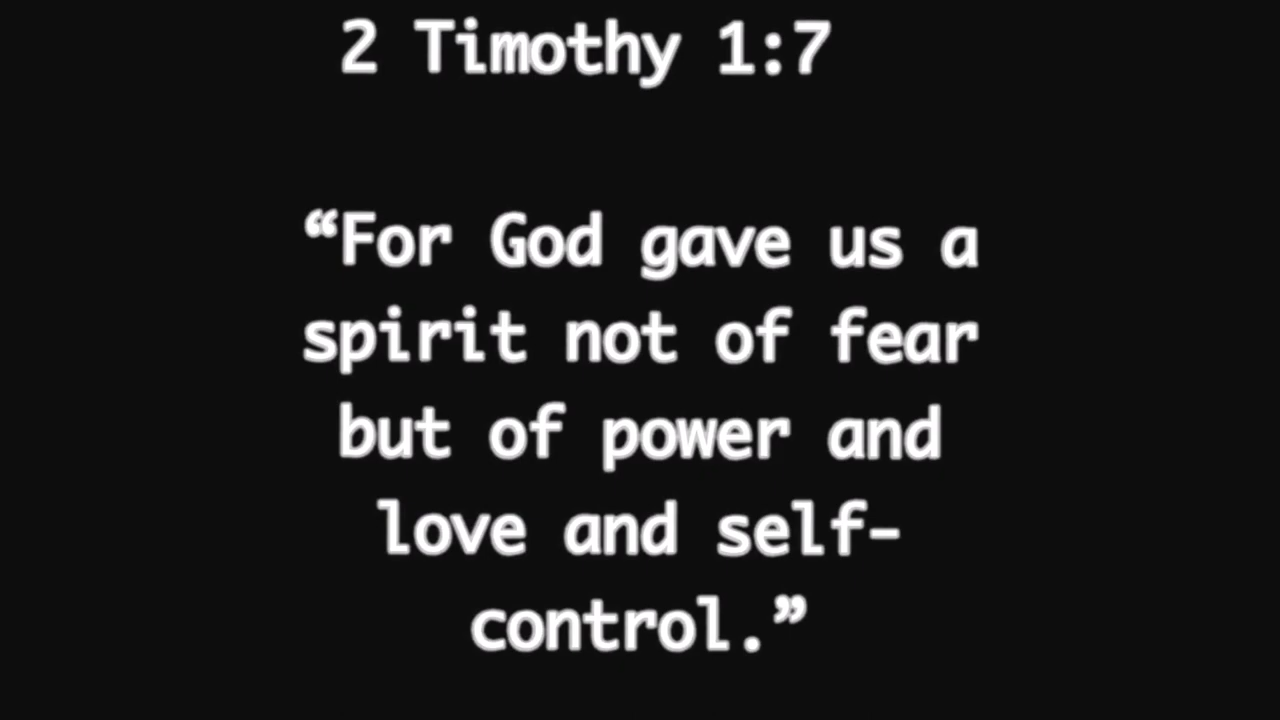 2 Timothy 1:7
“For God gave us a
spirit not of fear
but of power and
love and self-
control.”